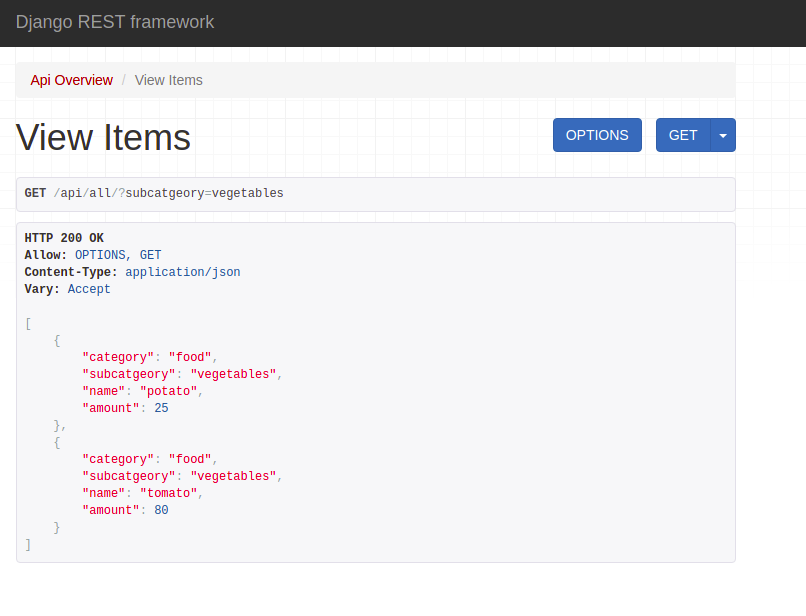 Django REST framework
Api Overview / View Items
View Items
OPTIONS GET
GET /api/all/?subcatgeory=vegetables
HTTP 200 OK
Allow: OPTIONS, GET
Content-Type: application/json
Vary: Accept
[
    {
        "category": "food",
        "subcatgeory": "vegetables",
        "name": "potato",
        "amount": 25
    },
    {
        "category": "food",
        "subcatgeory": "vegetables",
        "name": "tomato",
        "amount": 80
    }
]